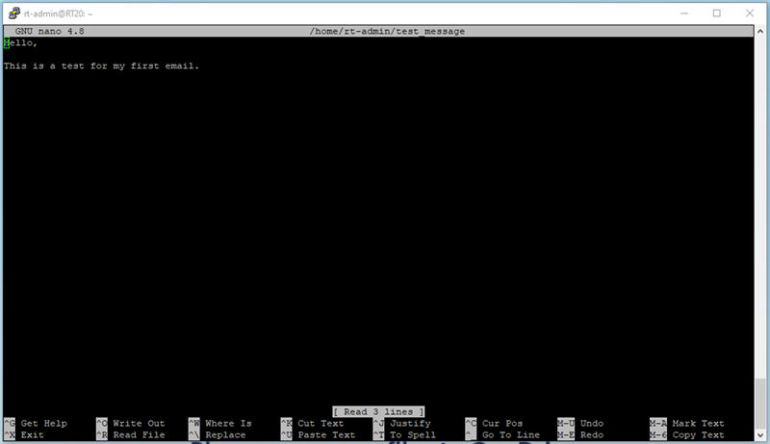 rt-admin@RT20: ~
GNU nano 4.8 /home/rt-admin/test_message
Hello,
This is a test for my first email.
[ Read 3 lines ]
^G Get Help ^O Write Out ^W Where Is ^K Cut Text ^J Justify ^C Cur Pos M-U Undo M-A Mark Text
^X Exit ^R Read File ^\ Replace ^U Paste Text ^T To Spell ^_ Go To Line M-E Redo M-6 Copy Text